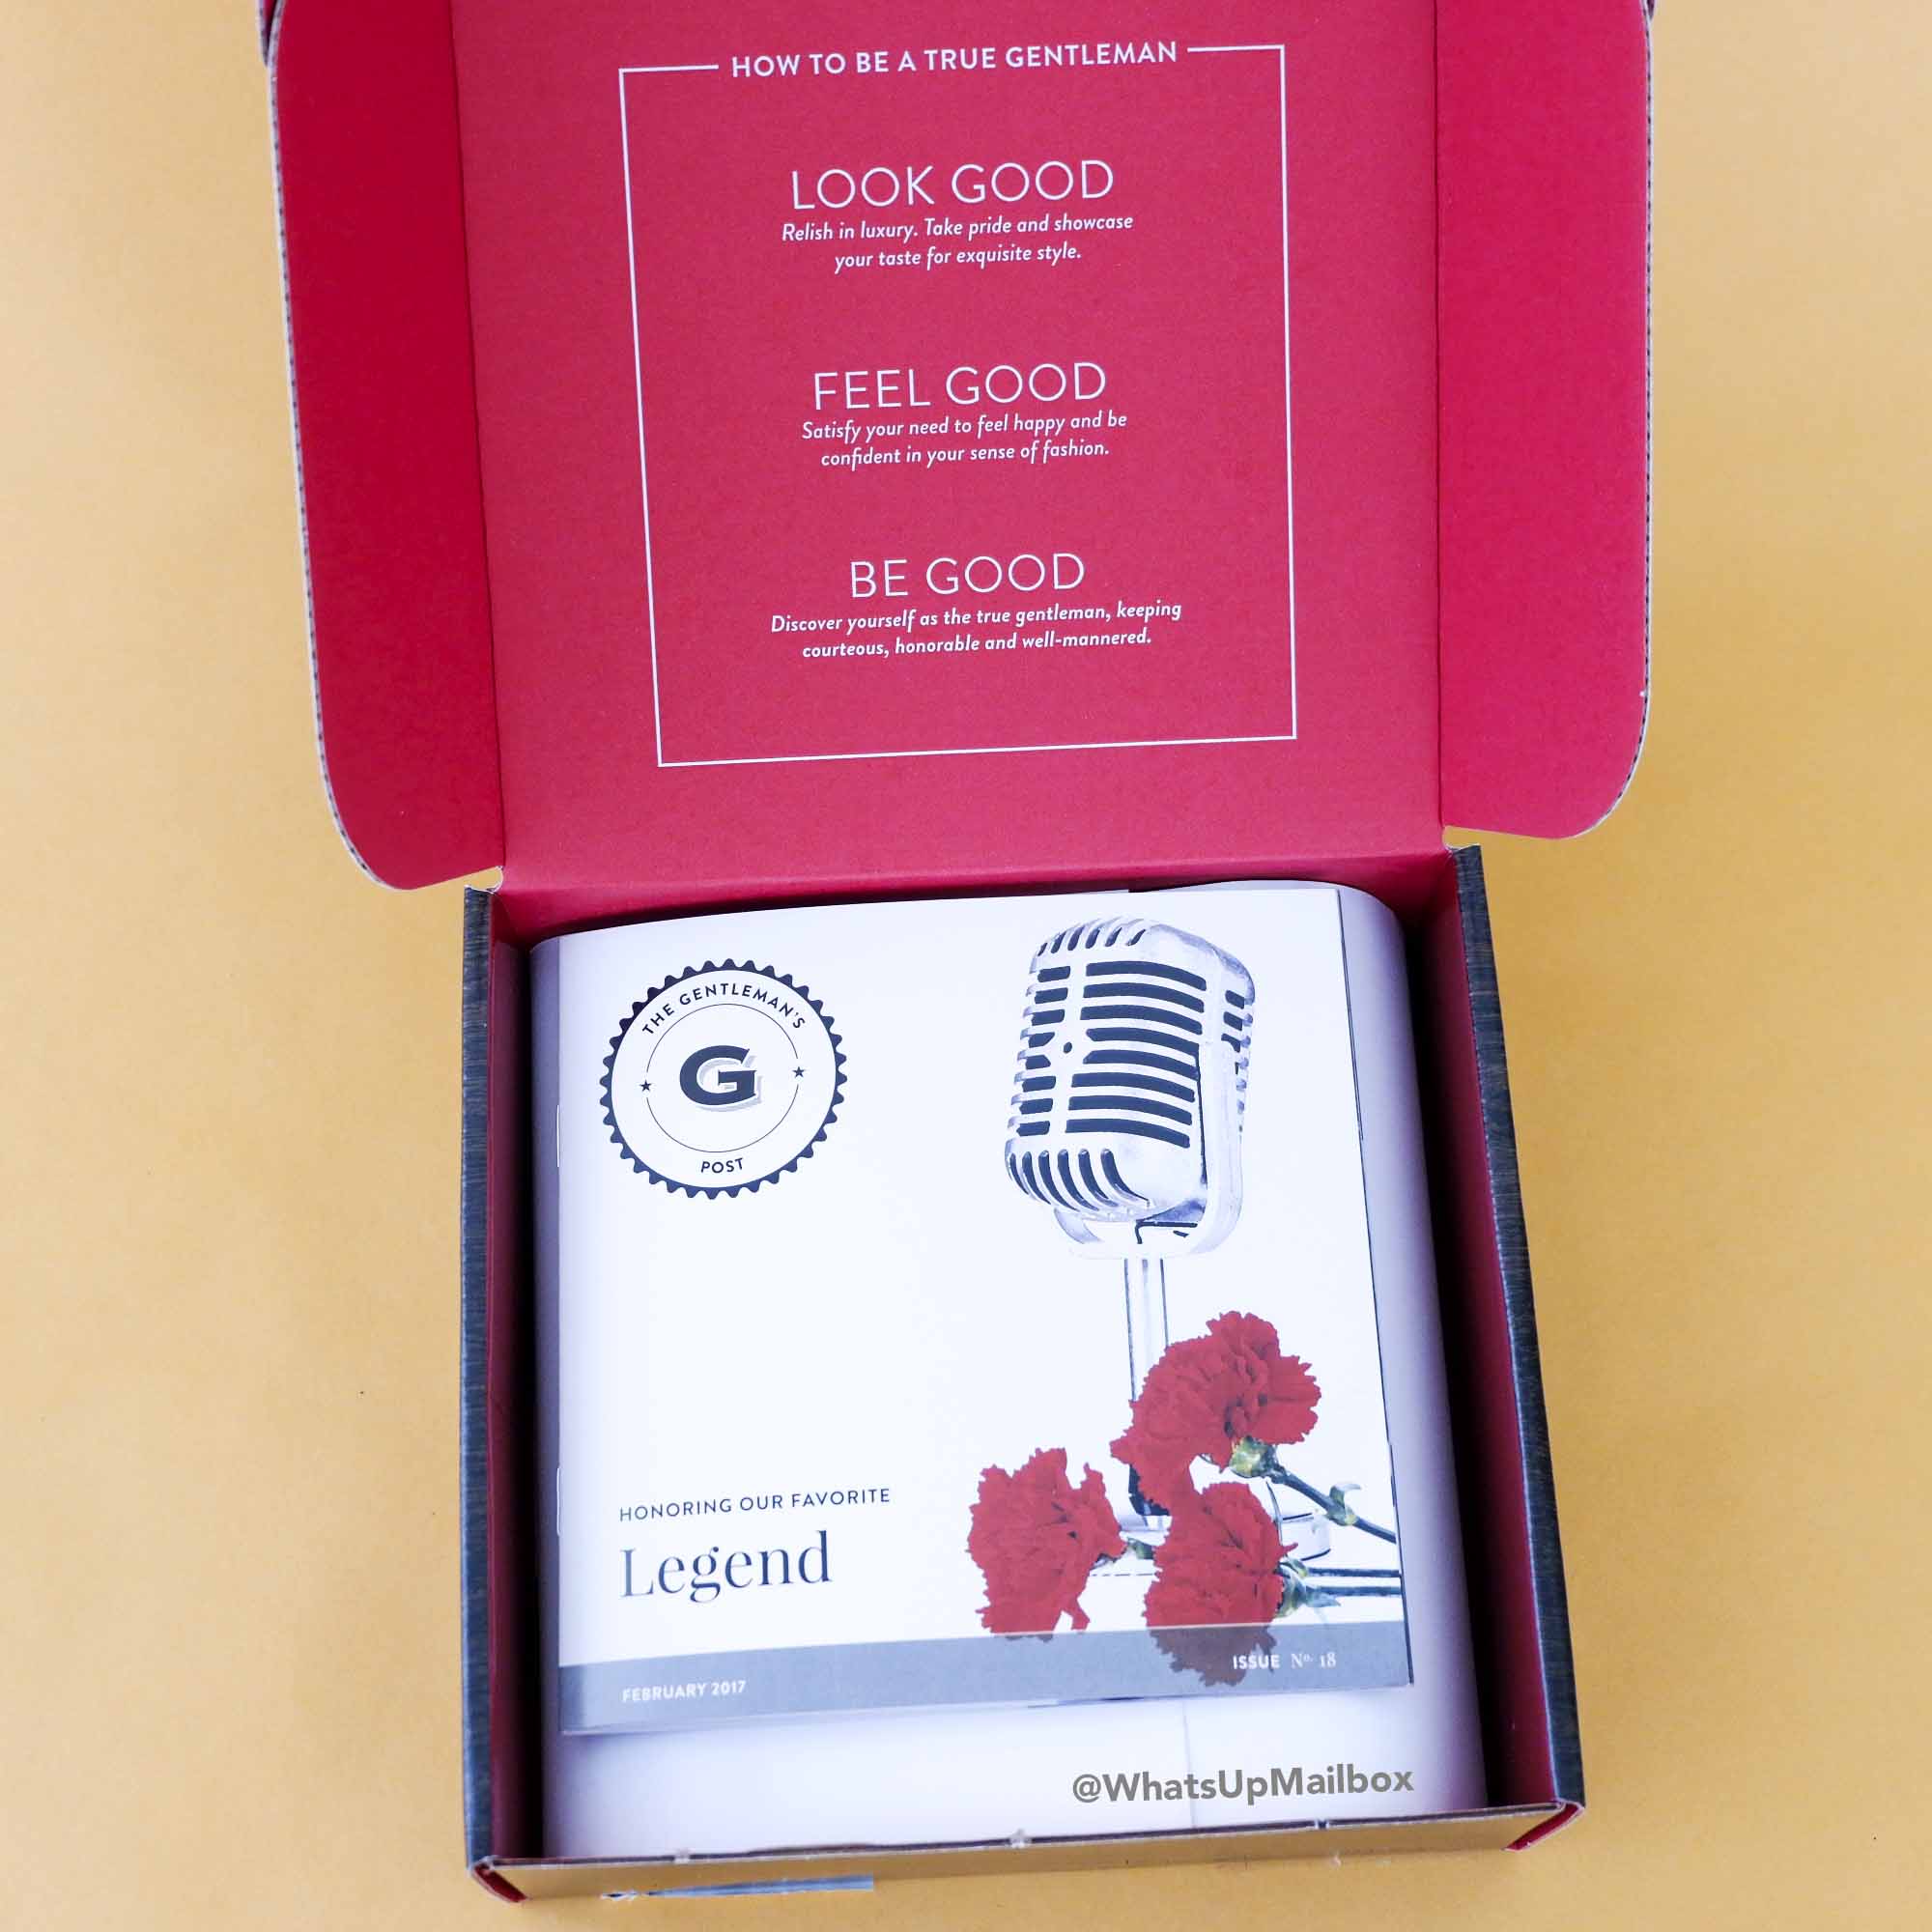 HOW TO BE A TRUE GENTLEMAN
LOOK GOOD
Relish in luxury. Take pride and showcase
your taste for exquisite style.
FEEL GOOD
Satisfy your need to feel happy and be
confident in your sense of fashion.
BE GOOD
Discover yourself as the true gentleman, keeping
courteous, honorable and well-mannered.
THE GENTLEMAN'S
G
POST
HONORING OUR FAVORITE
Legend
FEBRUARY 2017
ISSUE No. 18
@WhatsUpMailbox